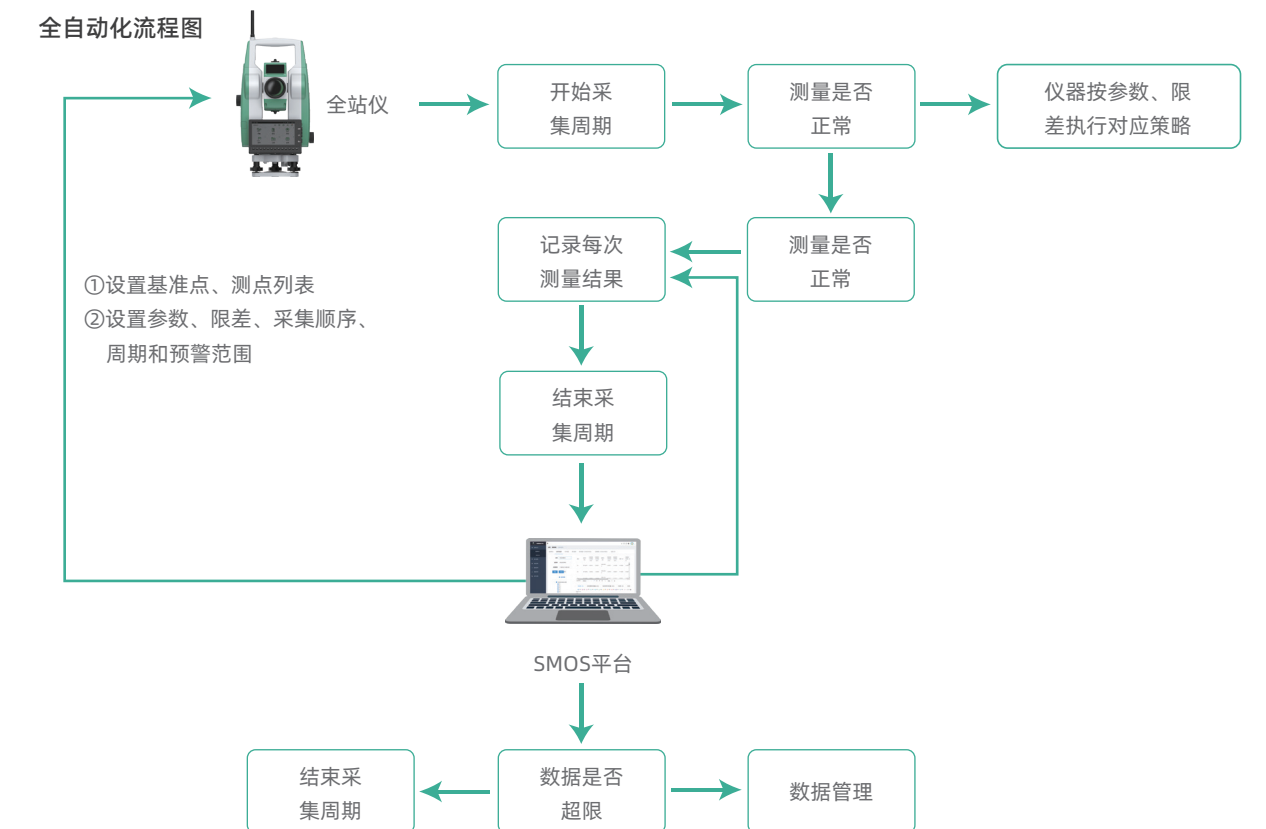 全自动化流程图
全站仪
开始采
集周期
测量是否
正常
仪器按参数、限
差执行对应策略
记录每次
测量结果
测量是否
正常
①设置基准点、测点列表
②设置参数、限差、采集顺序、
周期和预警范围
结束采
集周期
SMOS平台
结束采
集周期
数据是否
超限
数据管理